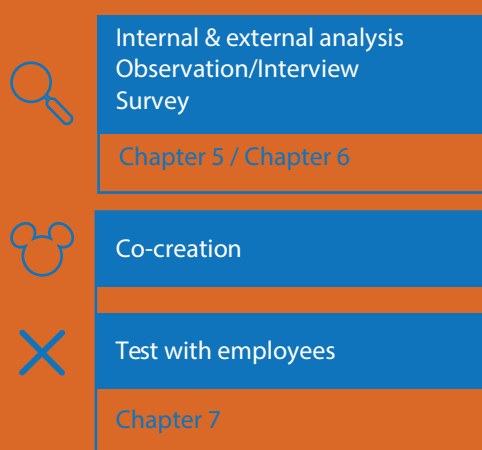 Internal & external analysis
Observation/Interview
Survey
Chapter 5 / Chapter 6
Co-creation
Test with employees
Chapter 7